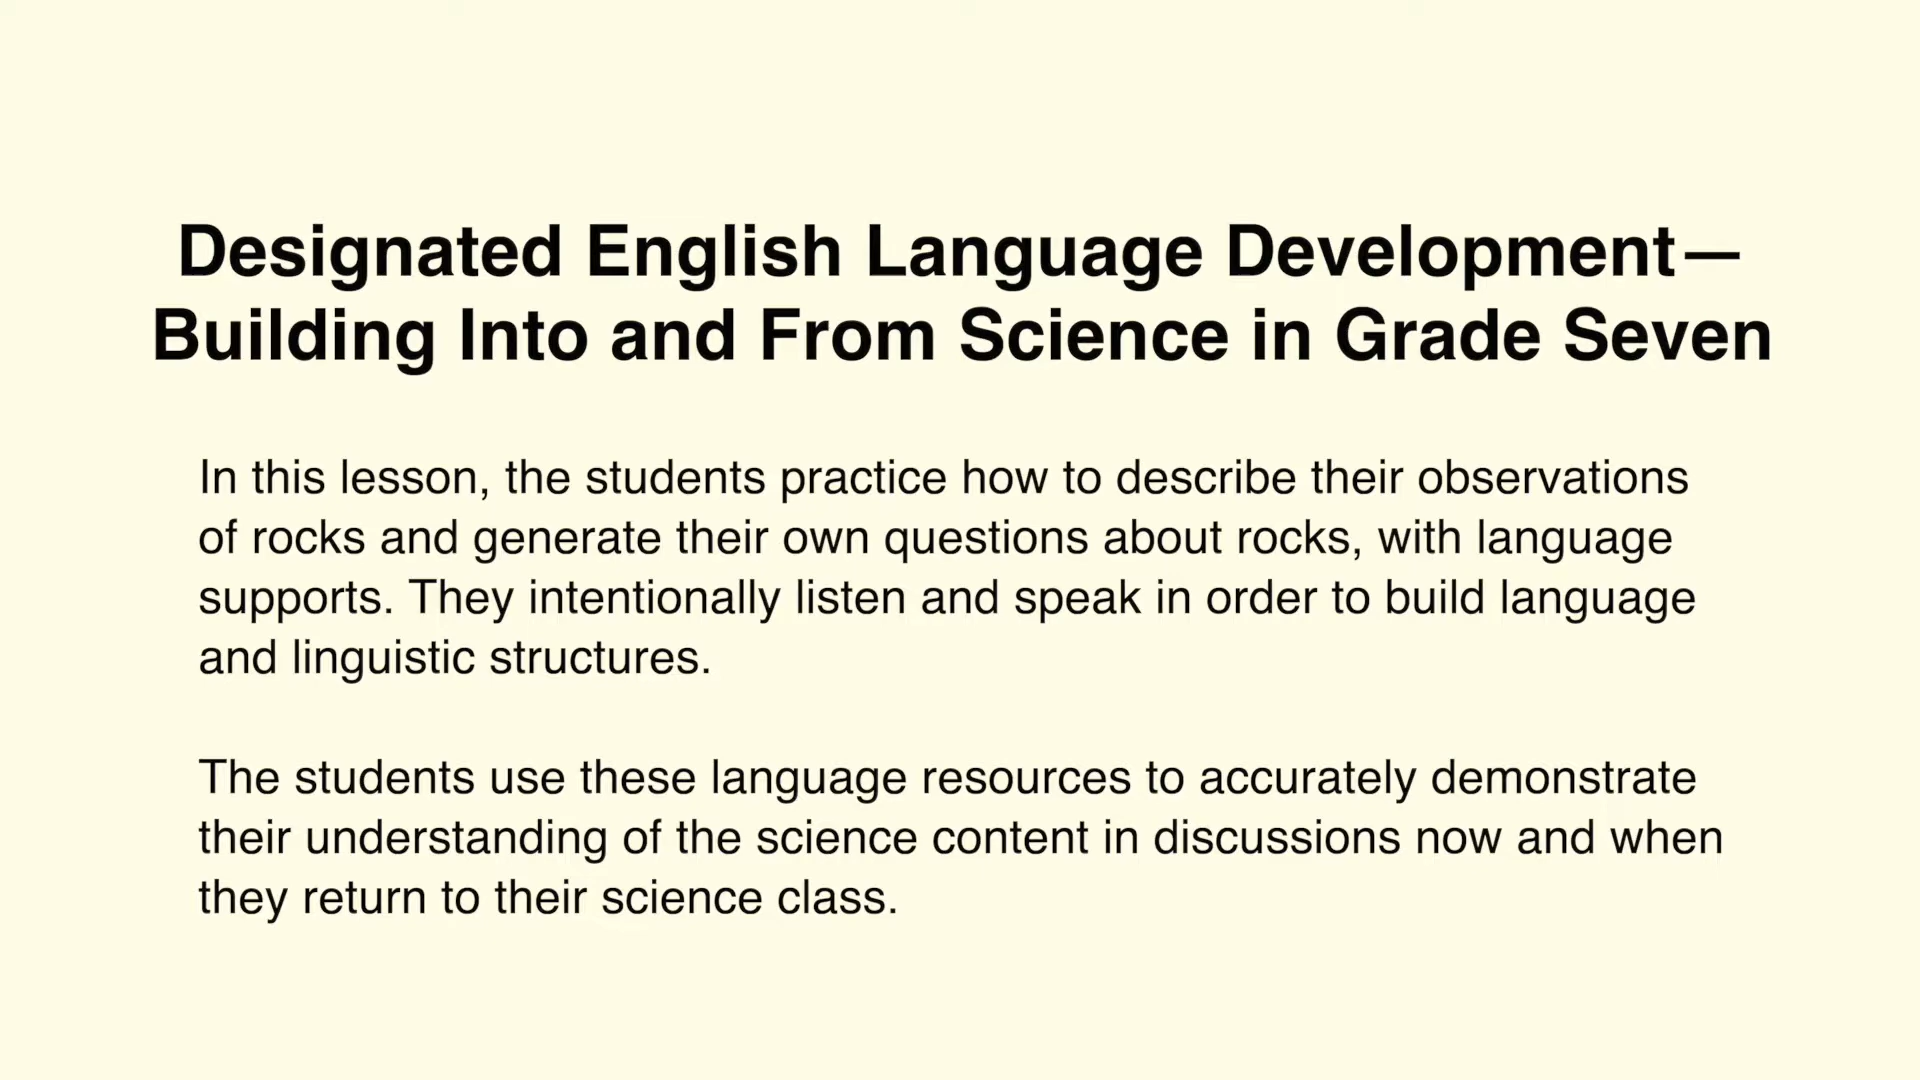 Designated English Language Development—
Building Into and From Science in Grade Seven
In this lesson, the students practice how to describe their observations
of rocks and generate their own questions about rocks, with language
supports. They intentionally listen and speak in order to build language
and linguistic structures.
The students use these language resources to accurately demonstrate
their understanding of the science content in discussions now and when
they return to their science class.